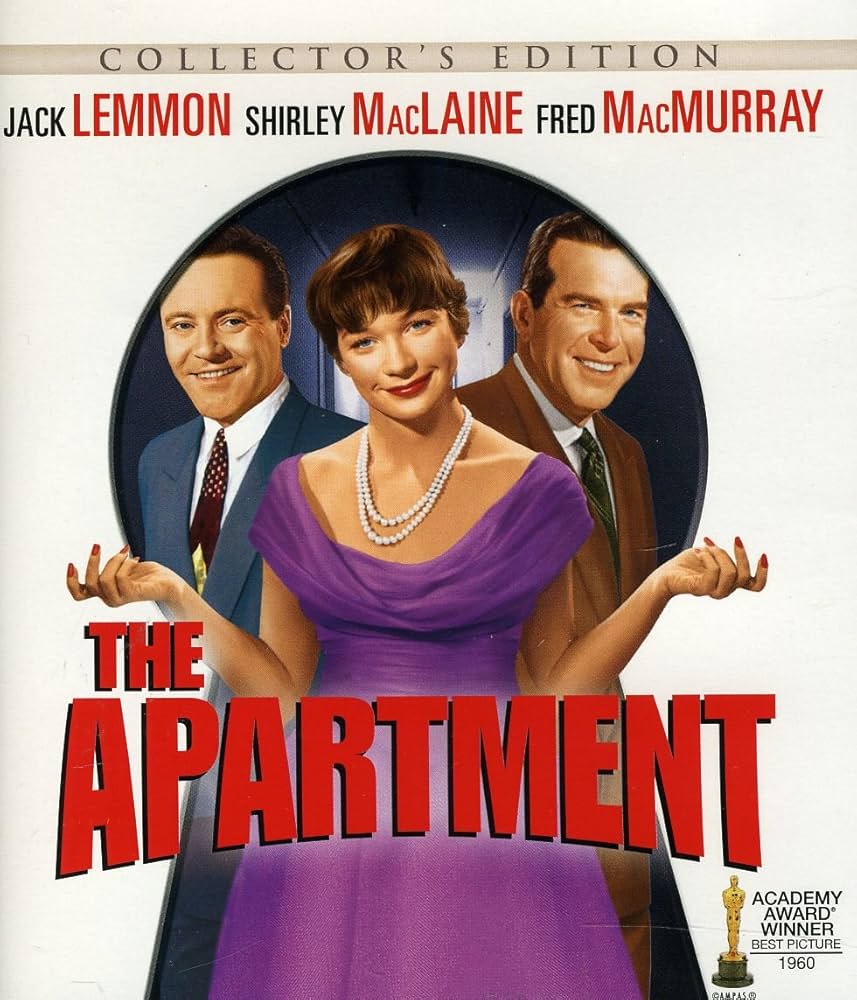 COLLECTOR'S EDITION
JACK LEMMON SHIRLEY MACLAINE FRED MACMURRAY
THE
APARTMENT
ACADEMY
AWARD®
WINNER
BEST PICTURE
1960
©A.M.P.A.S.®